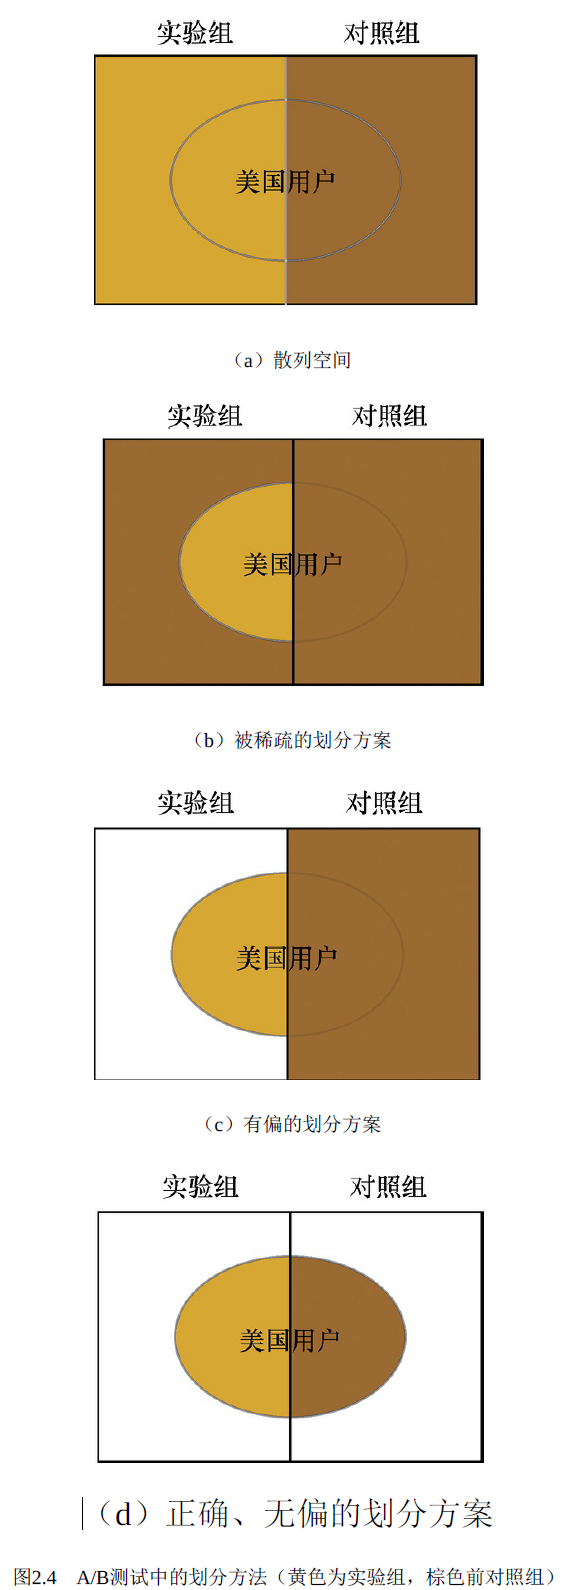 实验组 对照组
美国用户
（a）散列空间
实验组 对照组
美国用户
（b）被稀疏的划分方案
实验组 对照组
美国用户
（c）有偏的划分方案
实验组 对照组
美国用户
（d）正确、无偏的划分方案
图2.4 A/B测试中的划分方法（黄色为实验组，棕色前对照组）